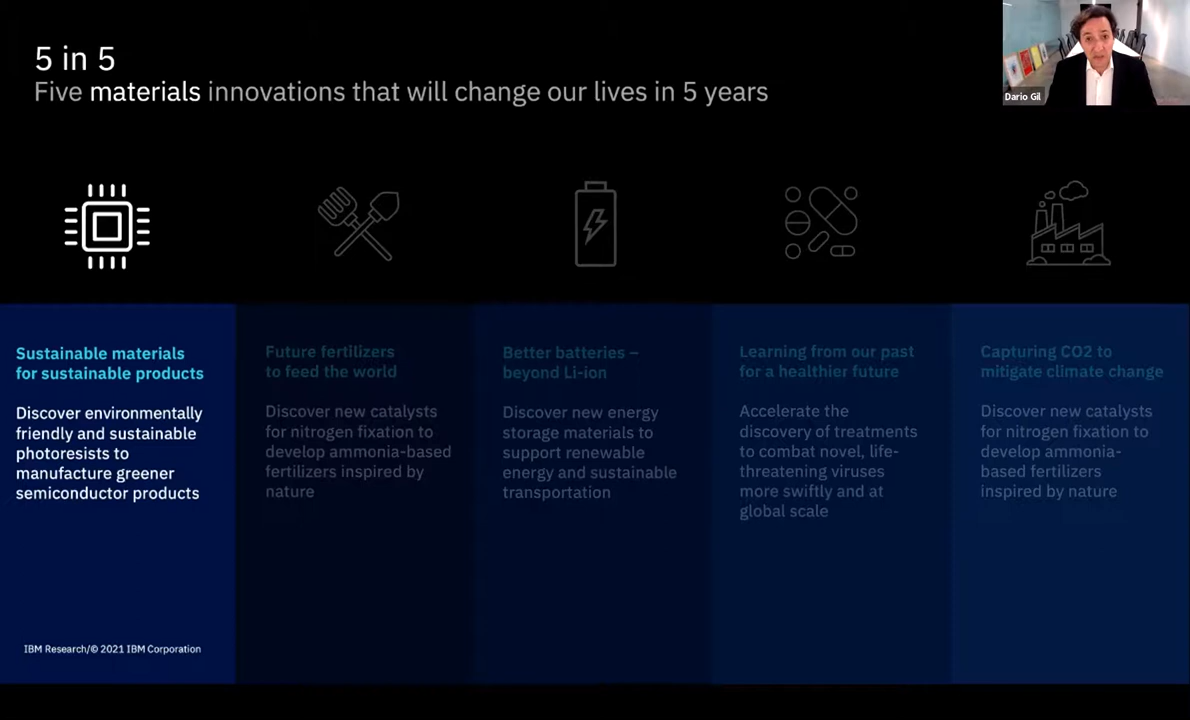 5 in 5
Five materials innovations that will change our lives in 5 years
Dario Gil
Sustainable materials
for sustainable products
Discover environmentally
friendly and sustainable
photoresists to
manufacture greener
semiconductor products
Future fertilizers
to feed the world
Discover new catalysts
for nitrogen fixation to
develop ammonia-based
fertilizers inspired by
nature
Better batteries –
beyond Li-ion
Discover new energy
storage materials to
support renewable
energy and sustainable
transportation
Learning from our past
for a healthier future
Accelerate the
discovery of treatments
to combat novel, life-
threatening viruses
more swiftly and at
global scale
Capturing CO2 to
mitigate climate change
Discover new catalysts
for nitrogen fixation to
develop ammonia-
based fertilizers
inspired by nature
IBM Research/© 2021 IBM Corporation